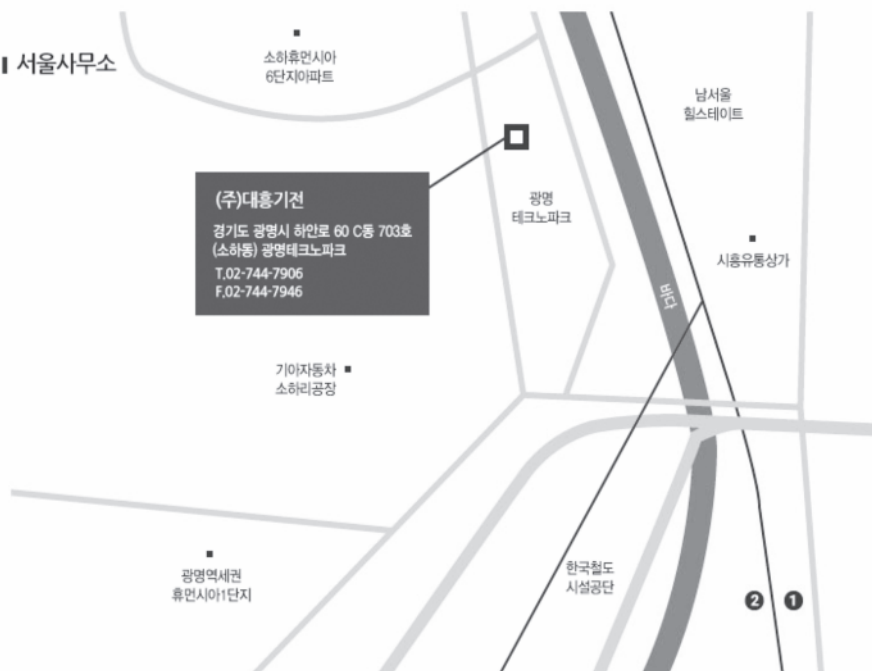 서울사무소
소하휴먼시아
6단지아파트
남서울
힐스테이트
(주)대흥기전
경기도 광명시 하안로 60 C동 703호
(소하동) 광명테크노파크
T.02-744-7906
F.02-744-7946
광명
테크노파크
시흥유통상가
바다
기아자동차
소하리공장
광명역세권
휴먼시아1단지
한국철도
시설공단
2 1